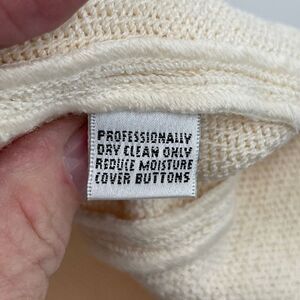 PROFESSIONALLY
DRY CLEAN ONLY
REDUCE MOISTURE
COVER BUTTONS